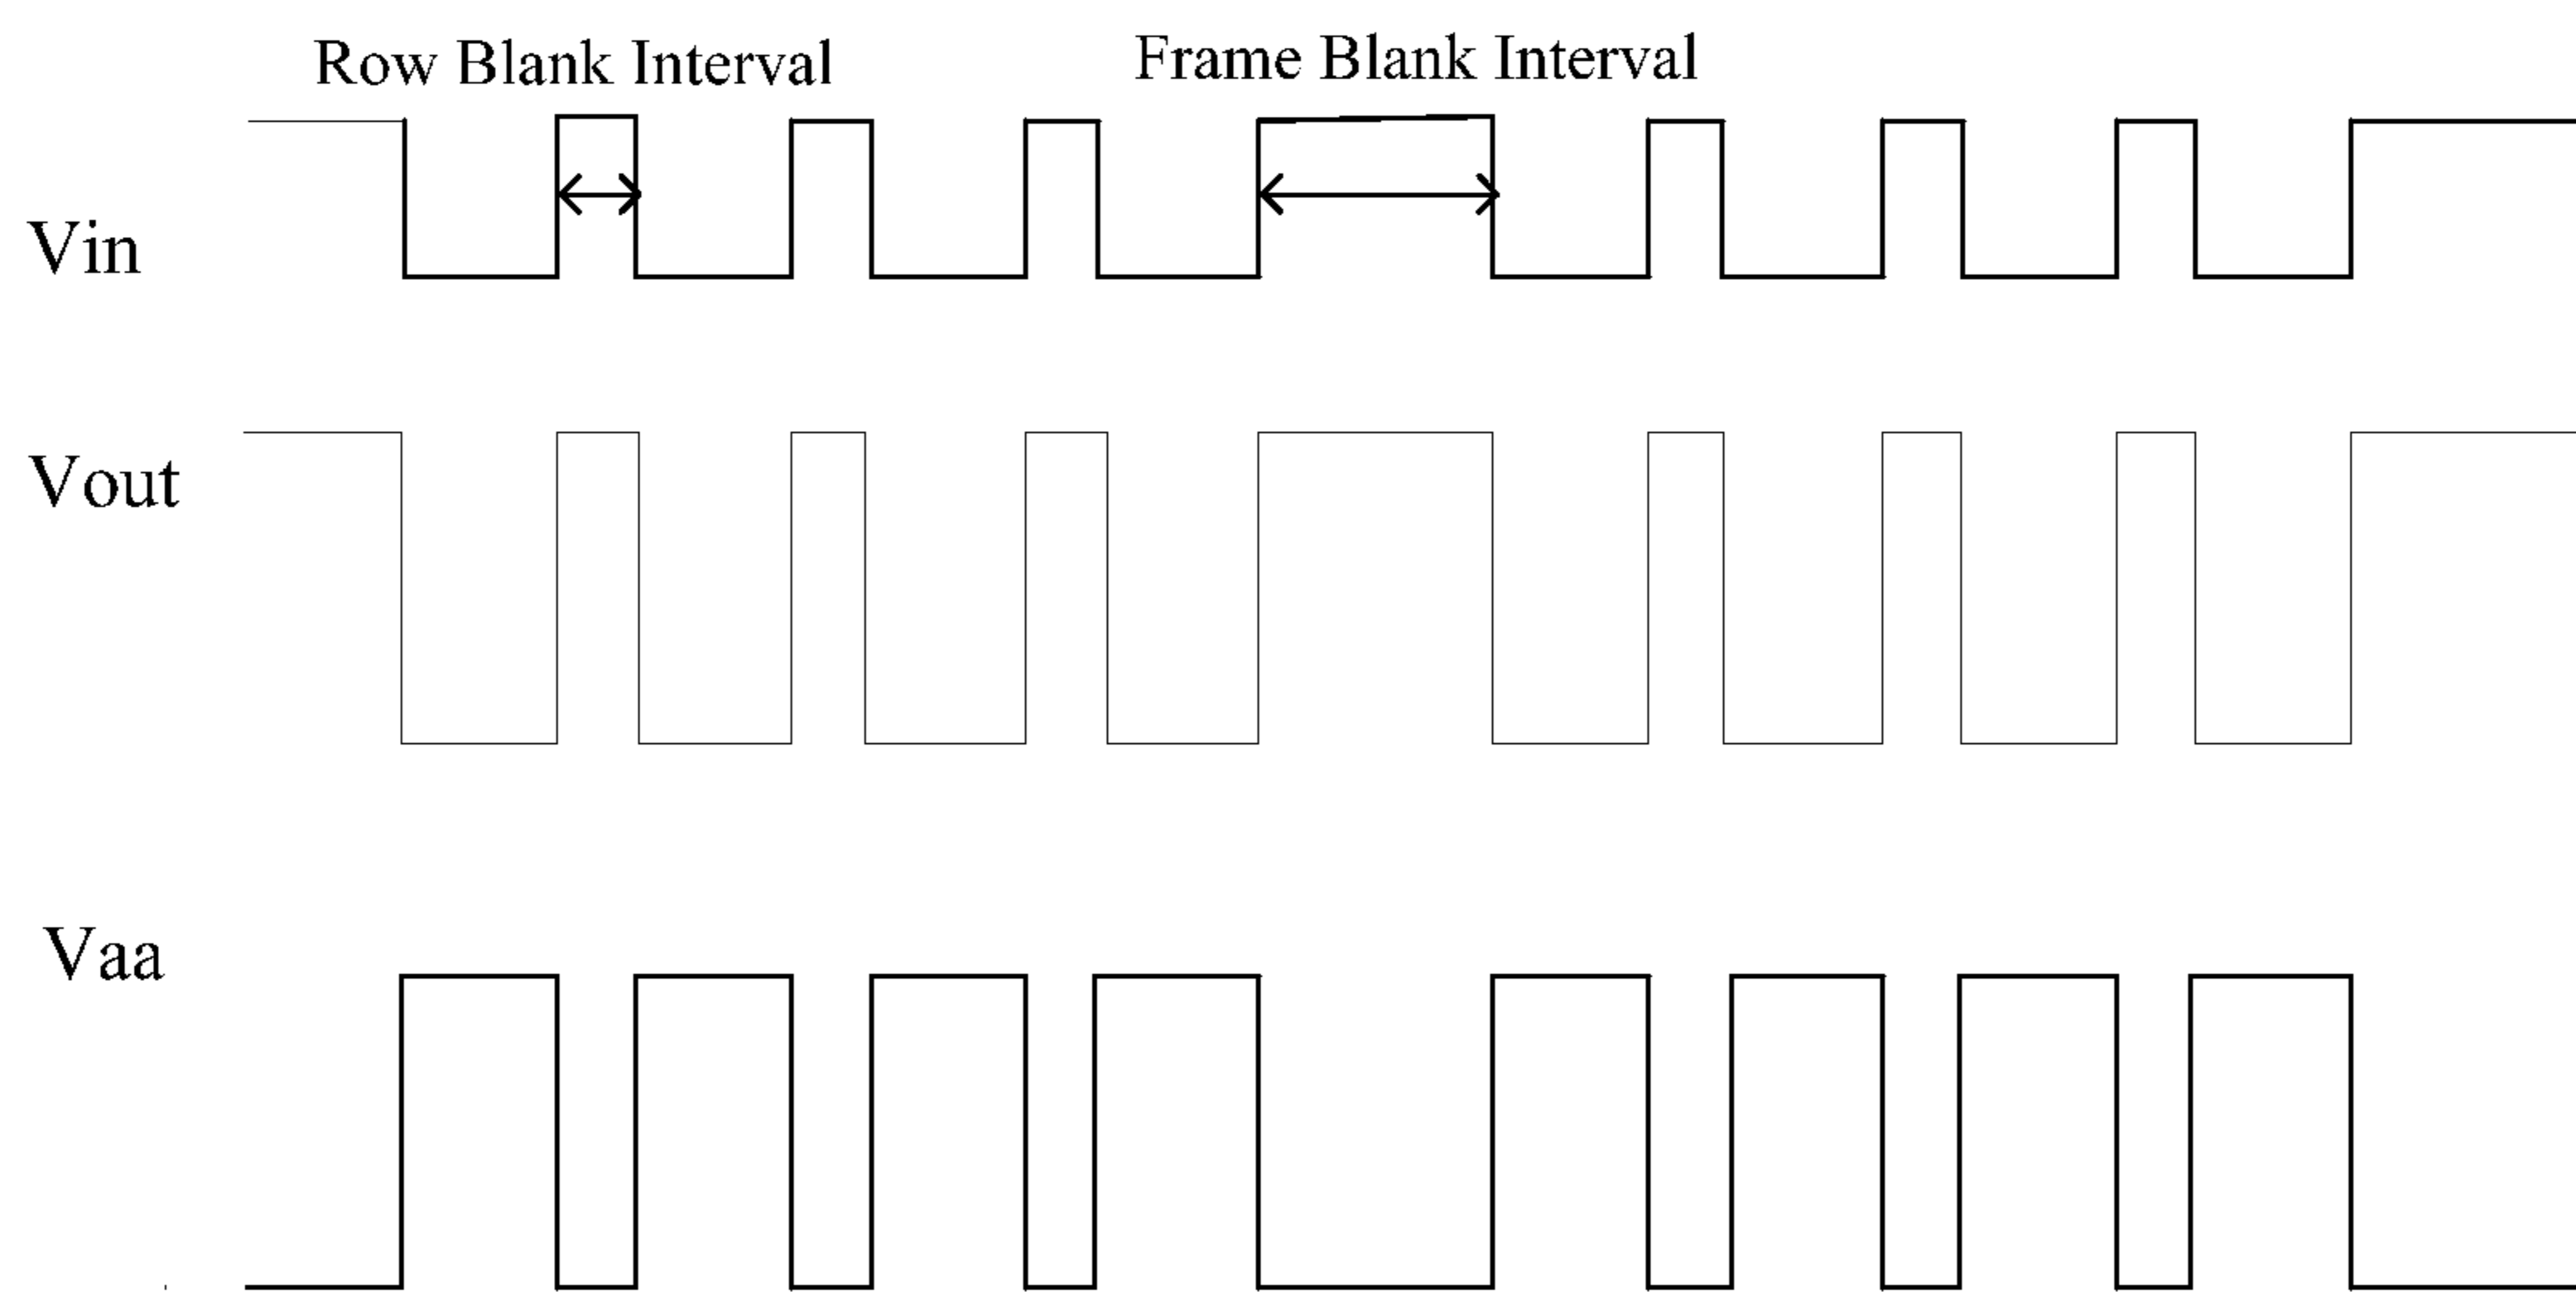 Row Blank Interval
Frame Blank Interval
Vin
Vout
Vaa